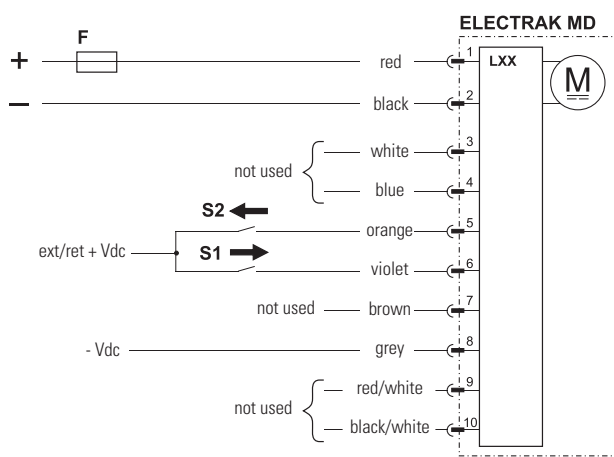 ELECTRAK MD
F
+
red
1
LXX
M
–
black
2
white
3
not used
blue
4
S2
orange
5
ext/ret + Vdc
S1
violet
6
not used
brown
7
- Vdc
grey
8
red/white
9
not used
black/white
10